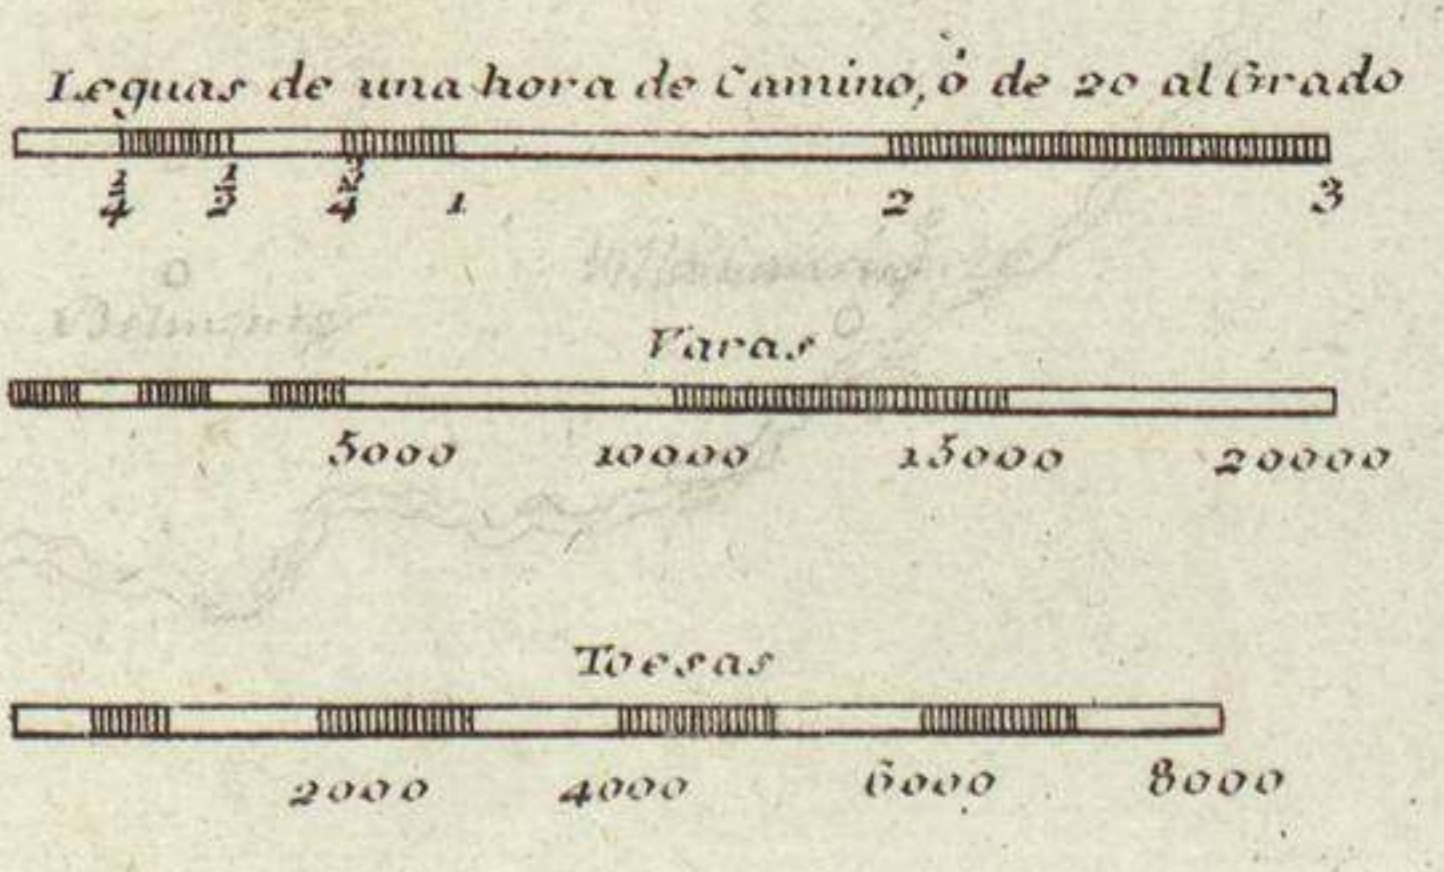 Leguas de una hora de Camino, ó de 20 al Grado
1/4 1/2 3/4 1 2 3
Varas
5000 10000 15000 20000
Toesas
2000 4000 6000 8000